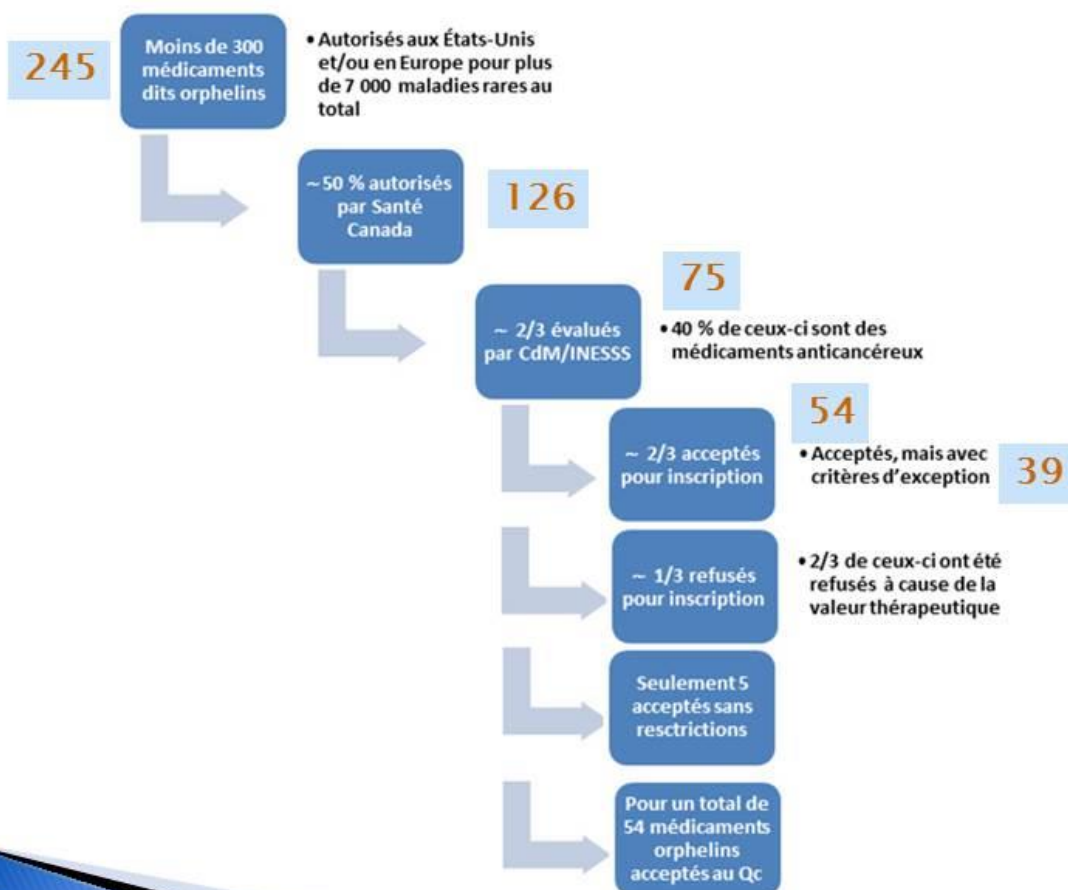 245
Moins de 300
médicaments
dits orphelins
• Autorisés aux États-Unis
et/ou en Europe pour plus
de 7 000 maladies rares au
total
~ 50 % autorisés
par Santé
Canada
126
75
~ 2/3 évalués
par CdM/INESSS
• 40 % de ceux-ci sont des
médicaments anticancéreux
54
~ 2/3 acceptés
pour inscription
• Acceptés, mais avec
critères d'exception
39
~ 1/3 refusés
pour inscription
• 2/3 de ceux-ci ont été
refusés à cause de la
valeur thérapeutique
Seulement 5
acceptés sans
resctrictions
Pour un total de
54 médicaments
orphelins
acceptés au Qc